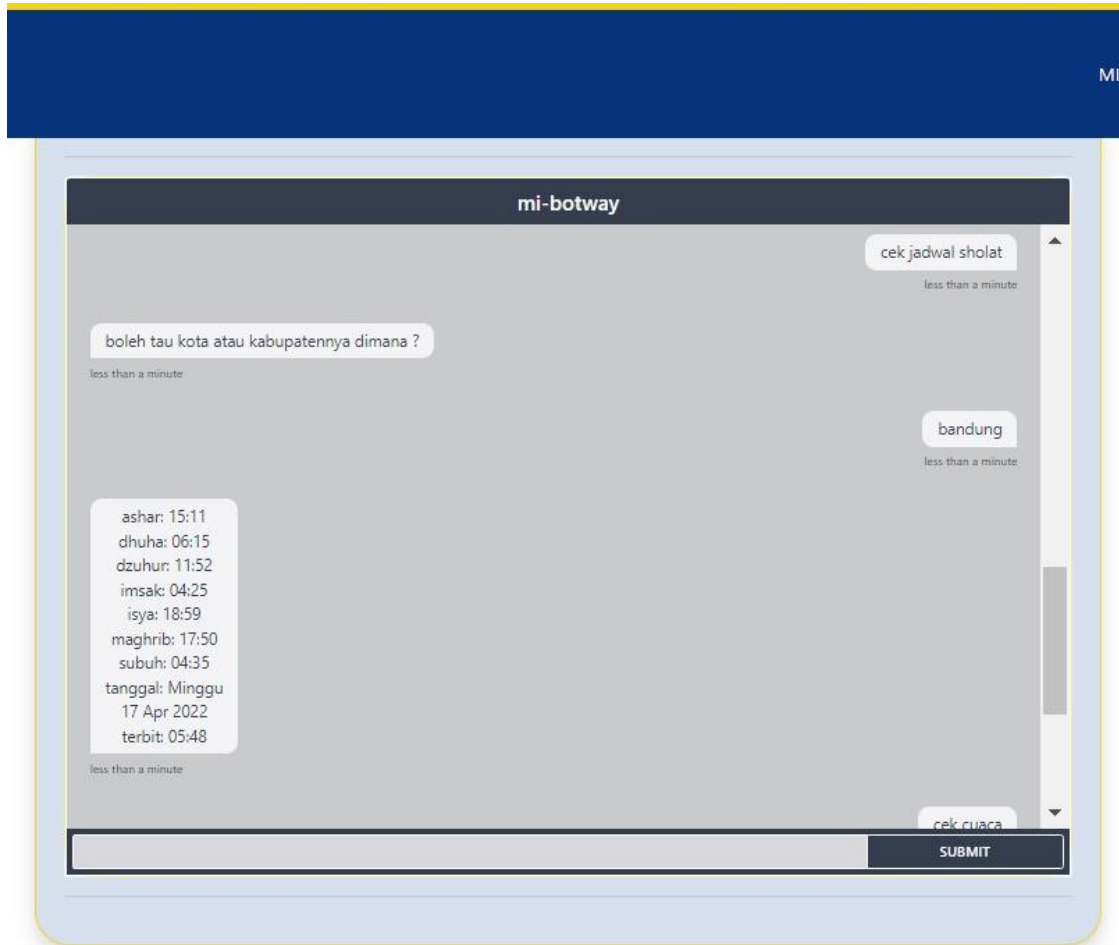 MI
mi-botway
cek jadwal sholat
less than a minute
boleh tau kota atau kabupatennya dimana ?
less than a minute
bandung
less than a minute
ashar: 15:11
dhuha: 06:15
dzuhur: 11:52
imsak: 04:25
isya: 18:59
maghrib: 17:50
subuh: 04:35
tanggal: Minggu
17 Apr 2022
terbit: 05:48
less than a minute
cek cuaca
SUBMIT